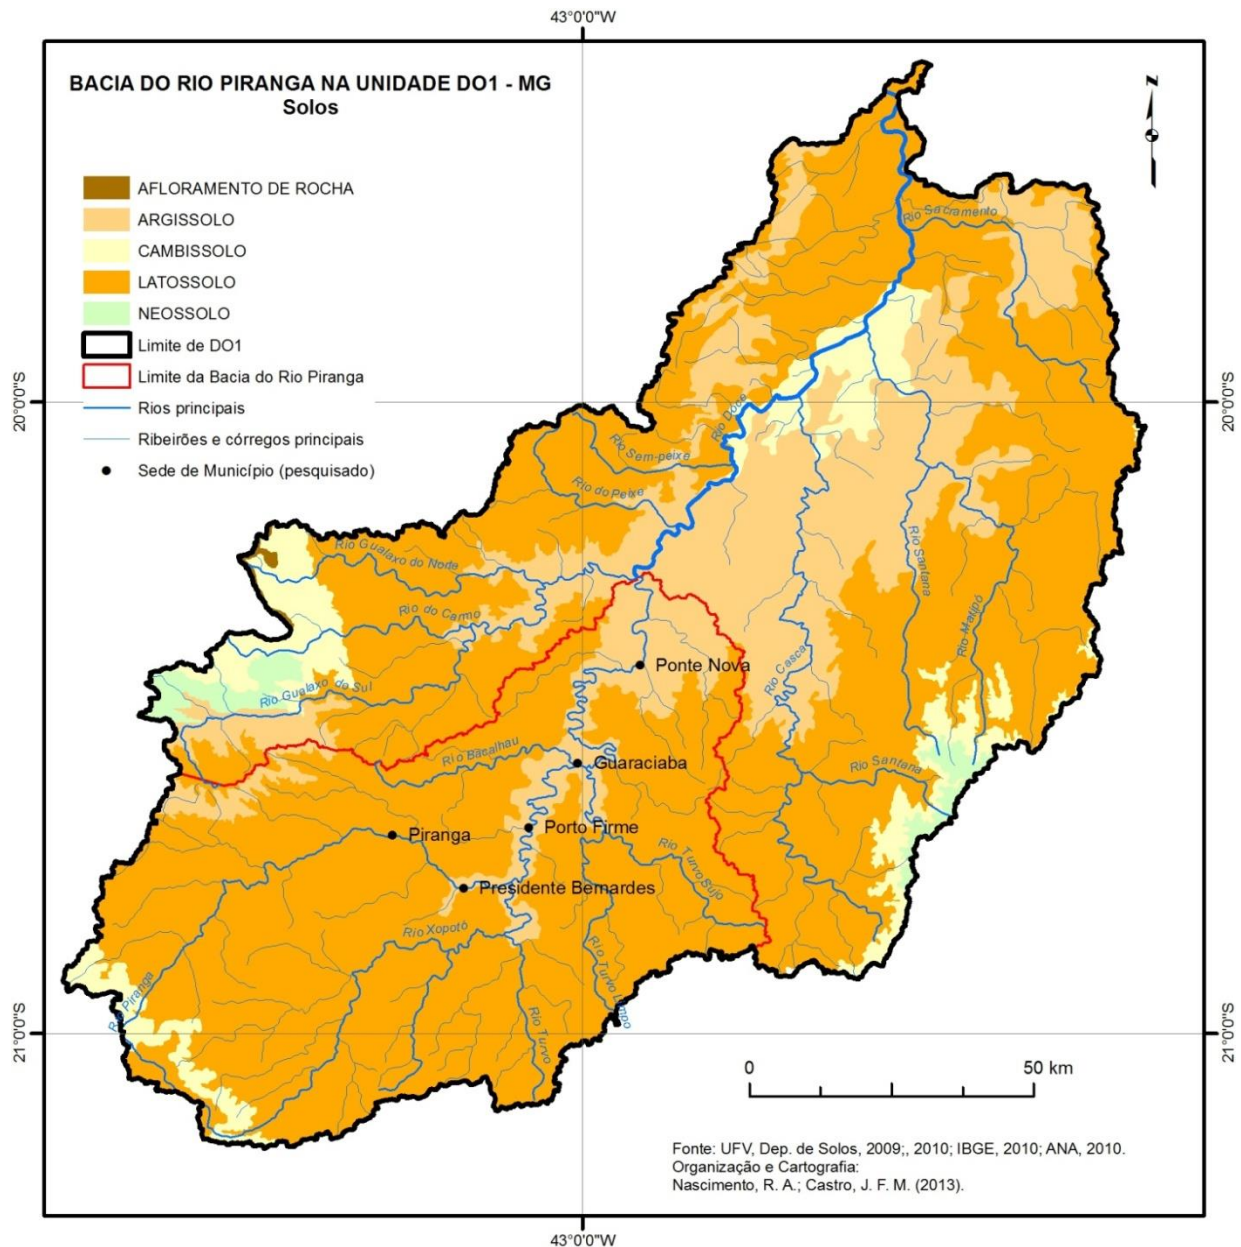 43°0'0"W
BACIA DO RIO PIRANGA NA UNIDADE DO1 - MG
Solos
N
AFLORAMENTO DE ROCHA
ARGISSOLO
CAMBISSOLO
LATOSSOLO
NEOSSOLO
Limite de DO1
Limite da Bacia do Rio Piranga
Rios principais
Ribeirões e córregos principais
Sede de Município (pesquisado)
Rio Sacramento
20°0'0"S
20°0'0"S
Rio Doce
Rio Sem-peixe
Rio do Peixe
Rio Gualaxo do Norte
Rio do Carmo
Rio Gualaxo do Sul
Rio Santana
Rio Matipó
Rio Casca
Ponte Nova
Rio Bacalhau
Guaraciaba
Rio Santana
Piranga
Porto Firme
Rio Turvo Sujo
Presidente Bernardes
Rio Xopotó
Rio Piranga
Rio Turvo Limpo
Rio Turvo
21°0'0"S
21°0'0"S
0 50 km
Fonte: UFV, Dep. de Solos, 2009;, 2010; IBGE, 2010; ANA, 2010.
Organização e Cartografia:
Nascimento, R. A.; Castro, J. F. M. (2013).
43°0'0"W